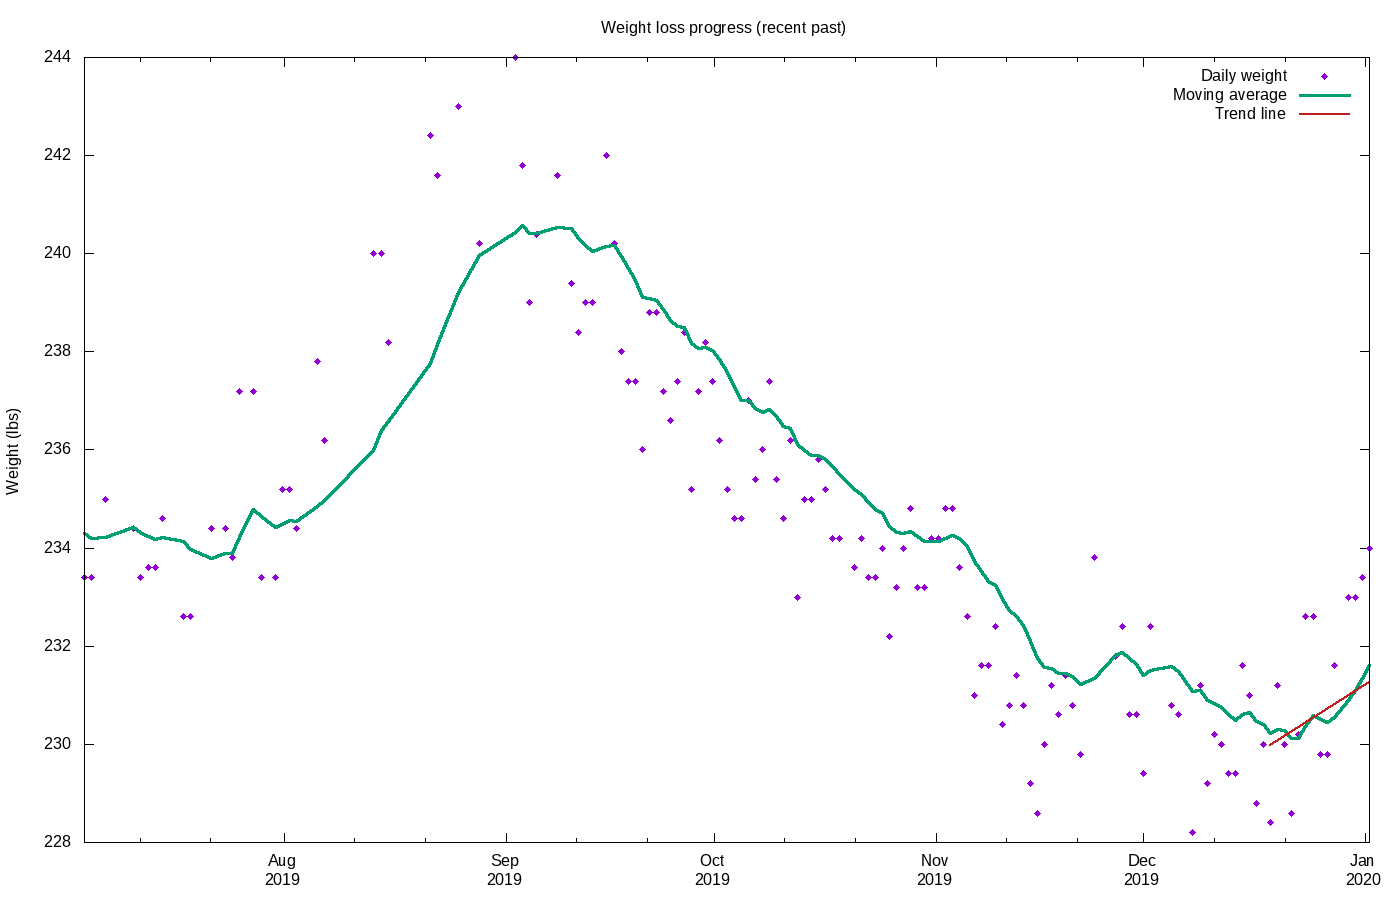 Weight loss progress (recent past)
244
242
240
238
236
234
232
230
228
Weight (lbs)
Daily weight
Moving average
Trend line
Aug Sep Oct Nov Dec Jan
2019 2019 2019 2019 2019 2020